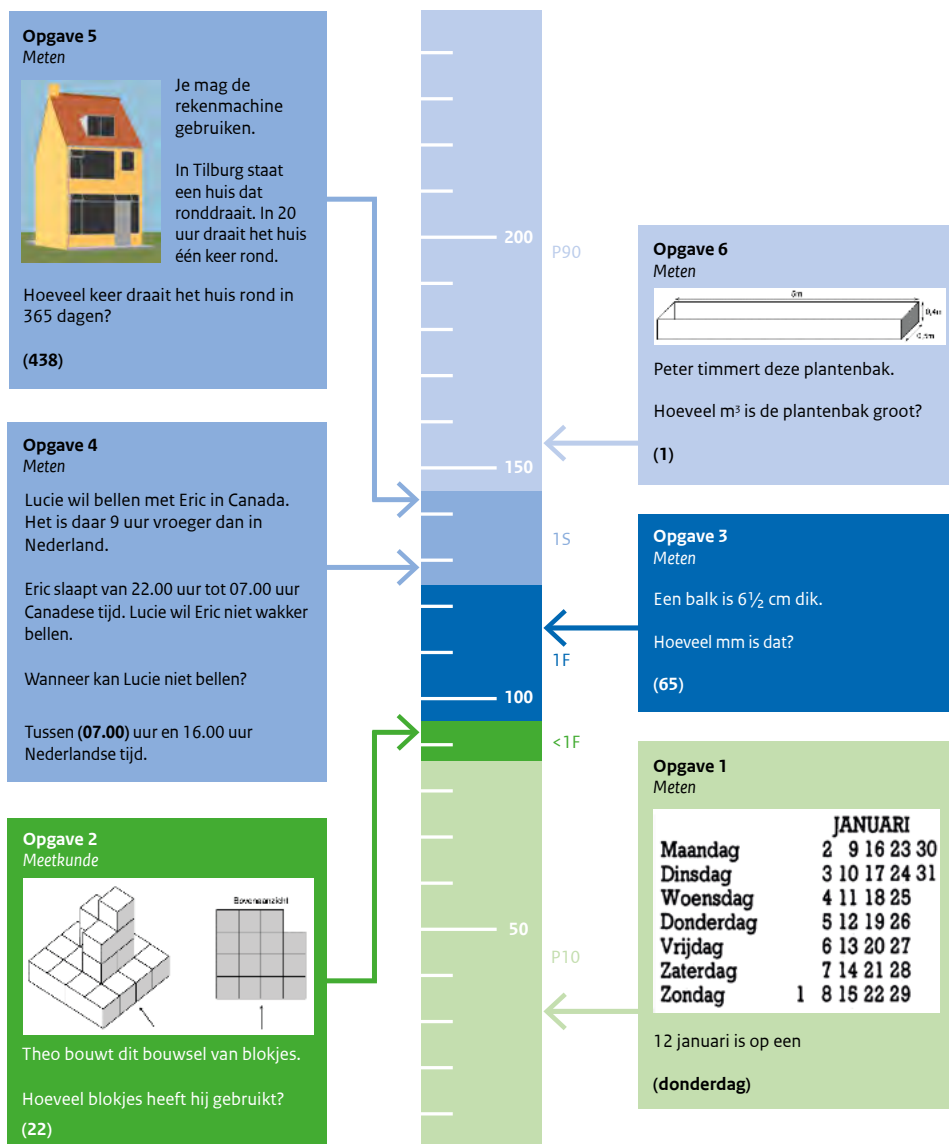 Opgave 5
Meten
Je mag de
rekenmachine
gebruiken.
In Tilburg staat
een huis dat
ronddraait. In 20
uur draait het huis
één keer rond.
Hoeveel keer draait het huis rond in
365 dagen?
(438)
Opgave 4
Meten
Lucie wil bellen met Eric in Canada.
Het is daar 9 uur vroeger dan in
Nederland.
Eric slaapt van 22.00 uur tot 07.00 uur
Canadese tijd. Lucie wil Eric niet wakker
bellen.
Wanneer kan Lucie niet bellen?
Tussen (07.00) uur en 16.00 uur
Nederlandse tijd.
Opgave 2
Meetkunde
Bovenaanzicht
Theo bouwt dit bouwsel van blokjes.
Hoeveel blokjes heeft hij gebruikt?
(22)
200
150
100
50
P90
1S
1F
<1F
P10
Opgave 6
Meten
5m
0,4m
0,5m
Peter timmert deze plantenbak.
Hoeveel m³ is de plantenbak groot?
(1)
Opgave 3
Meten
Een balk is 6½ cm dik.
Hoeveel mm is dat?
(65)
Opgave 1
Meten
JANUARI
Maandag 2 9 16 23 30
Dinsdag 3 10 17 24 31
Woensdag 4 11 18 25
Donderdag 5 12 19 26
Vrijdag 6 13 20 27
Zaterdag 7 14 21 28
Zondag 1 8 15 22 29
12 januari is op een
(donderdag)